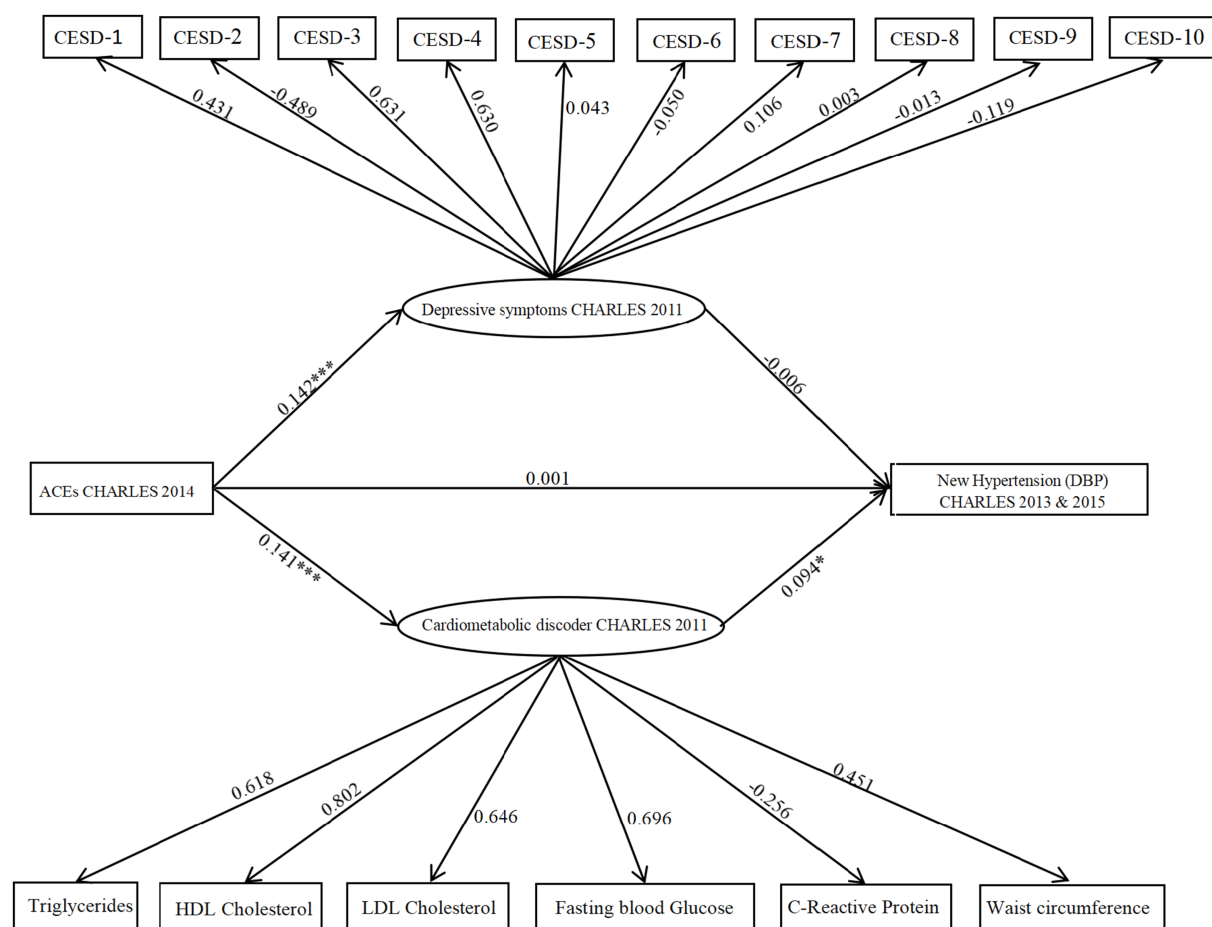 CESD-1
CESD-2
CESD-3
CESD-4
CESD-5
CESD-6
CESD-7
CESD-8
CESD-9
CESD-10
0.431
-0.489
0.631
0.630
0.043
-0.050
0.106
0.003
-0.013
-0.119
Depressive symptoms CHARLES 2011
0.142***
-0.006
ACEs CHARLES 2014
0.001
New Hypertension (DBP)
CHARLES 2013 & 2015
0.141***
0.094*
Cardiometabolic discoder CHARLES 2011
0.618
0.802
0.646
0.696
-0.256
0.451
Triglycerides
HDL Cholesterol
LDL Cholesterol
Fasting blood Glucose
C-Reactive Protein
Waist circumference